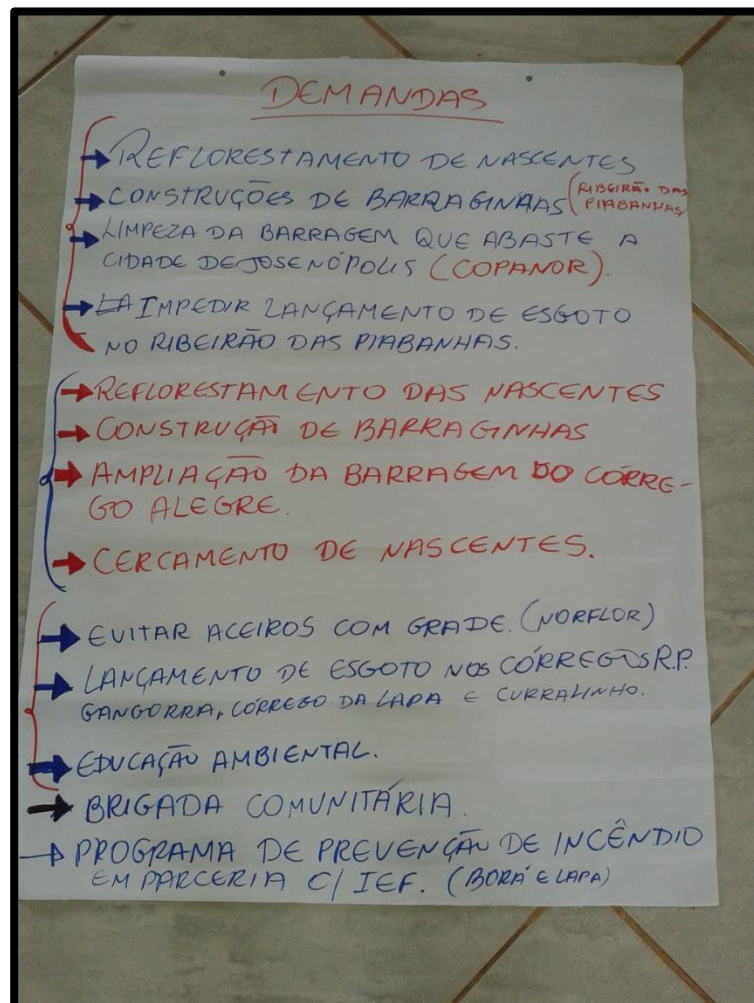 DEMANDAS
REFLORESTAMENTO DE NASCENTES
CONSTRUÇÕES DE BARRAGINHAS (RIBEIRÃO DAS
PIABANHAS
LIMPEZA DA BARRAGEM QUE ABASTE A
CIDADE DE JOSENÓPOLIS (COPANOR).
IMPEDIR LANÇAMENTO DE ESGOTO
NO RIBEIRÃO DAS PIABANHAS.
REFLORESTAMENTO DAS NASCENTES
CONSTRUÇÃO DE BARRAGINHAS
AMPLIAÇÃO DA BARRAGEM DO CÓRRE-
GO ALEGRE.
CERCAMENTO DE NASCENTES.
EVITAR ACEIROS COM GRADE. (NORFLOR)
LANÇAMENTO DE ESGOTO NOS CÓRREGOS R.P.
GANGORRA, CÓRREGO DA LAPA E CURRALINHO.
EDUCAÇÃO AMBIENTAL.
BRIGADA COMUNITÁRIA.
PROGRAMA DE PREVENÇÃO DE INCÊNDIO
EM PARCERIA C/ IEF. (BORÁ E LAPA)